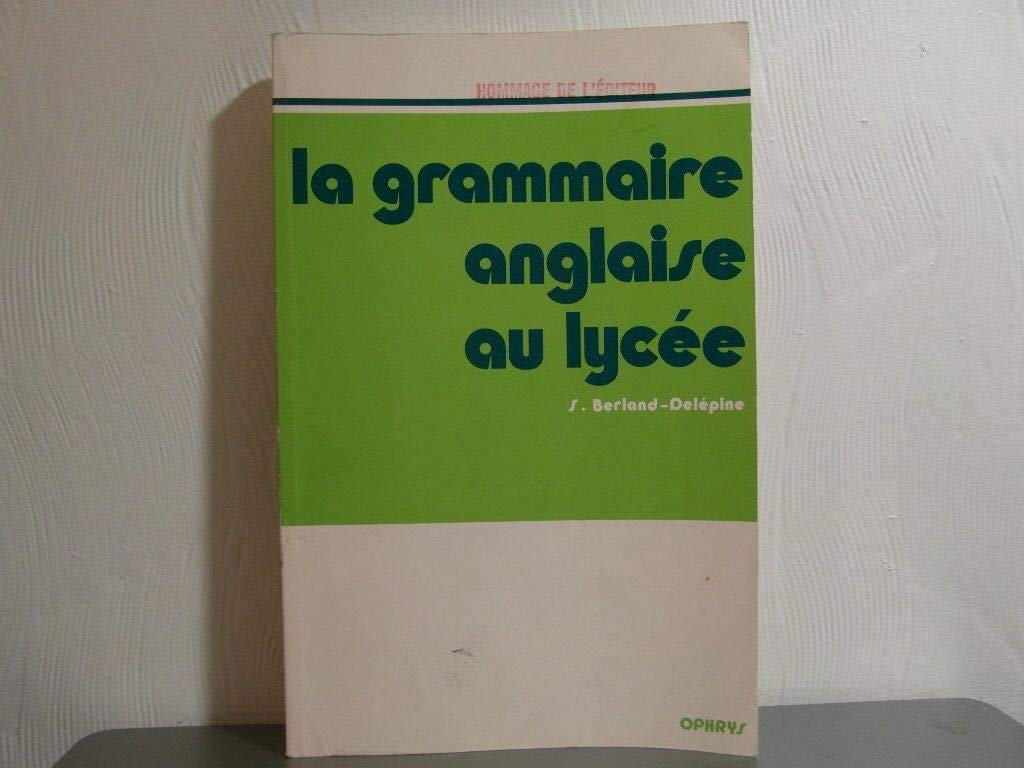 HOMMAGE DE L'ÉDITEUR
la grammaire
anglaise
au lycée
S. Berland-Delépine
OPHRYS